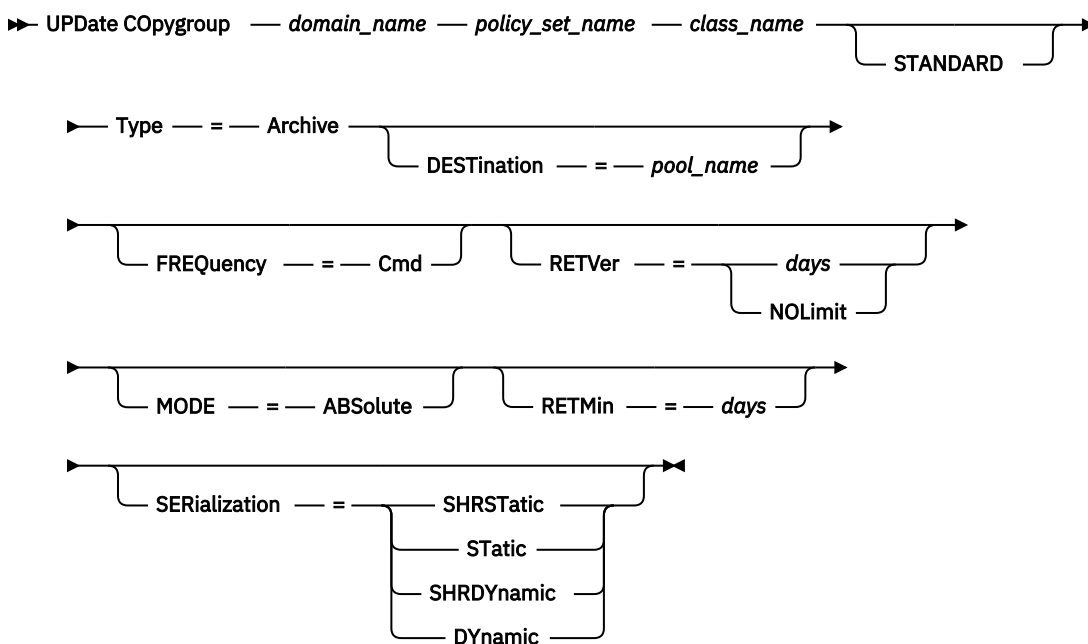 UPDate COpygroup domain_name policy_set_name class_name
STANDARD
Type = Archive
DESTination = pool_name
FREQuency = Cmd RETVer = days
NOLimit
MODE = ABSolute RETMin = days
SERialization = SHRSTatic
STatic
SHRDYnamic
DYnamic